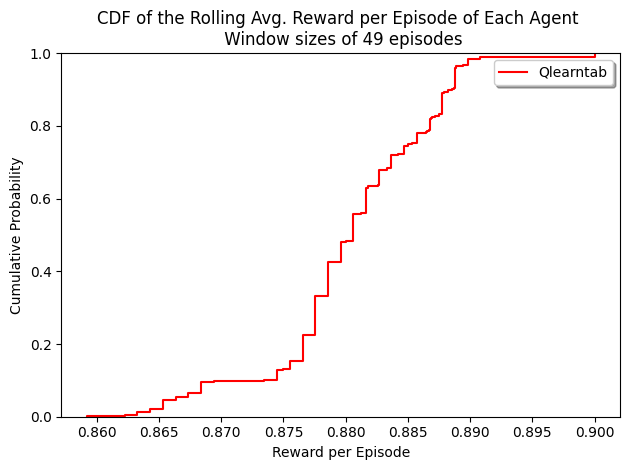 CDF of the Rolling Avg. Reward per Episode of Each Agent
Window sizes of 49 episodes
Qlearntab
1.0
0.8
0.6
0.4
0.2
0.0
Cumulative Probability
0.860 0.865 0.870 0.875 0.880 0.885 0.890 0.895 0.900
Reward per Episode